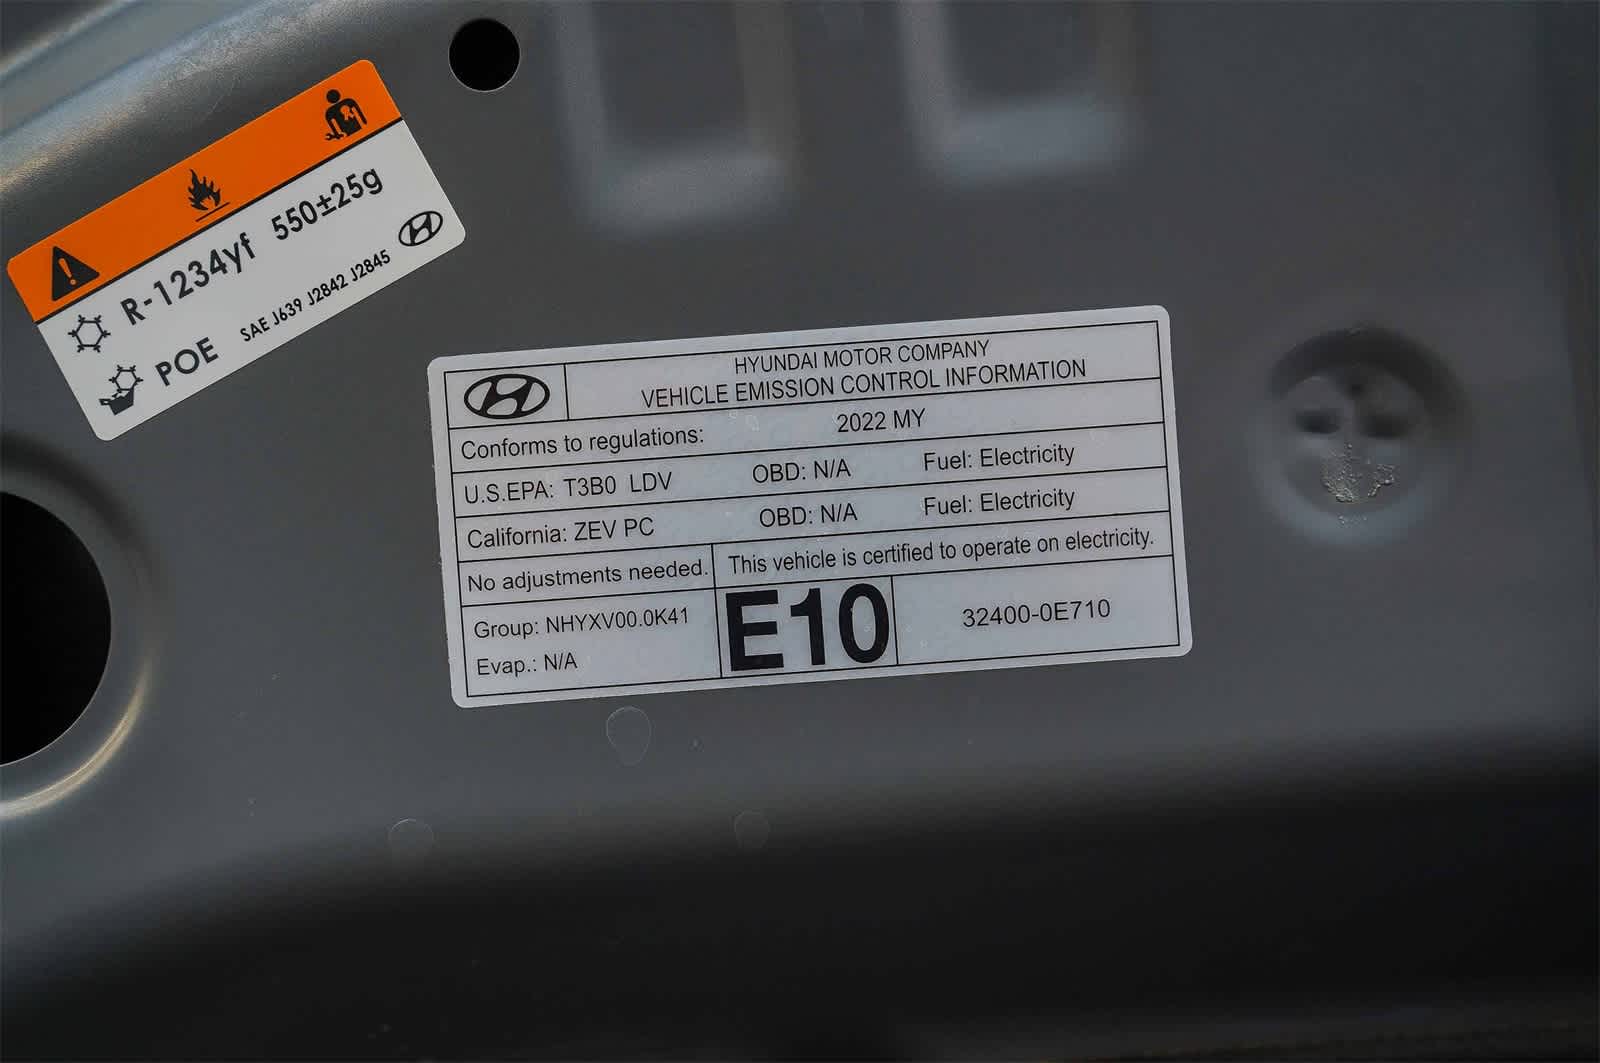 R-1234yf 550±25g
POE SAE J639 J2842 J2845
HYUNDAI MOTOR COMPANY
VEHICLE EMISSION CONTROL INFORMATION
Conforms to regulations: 2022 MY
U.S.EPA: T3B0 LDV OBD: N/A Fuel: Electricity
California: ZEV PC OBD: N/A Fuel: Electricity
No adjustments needed. This vehicle is certified to operate on electricity.
Group: NHYXV00.0K41
Evap.: N/A
E10
32400-0E710